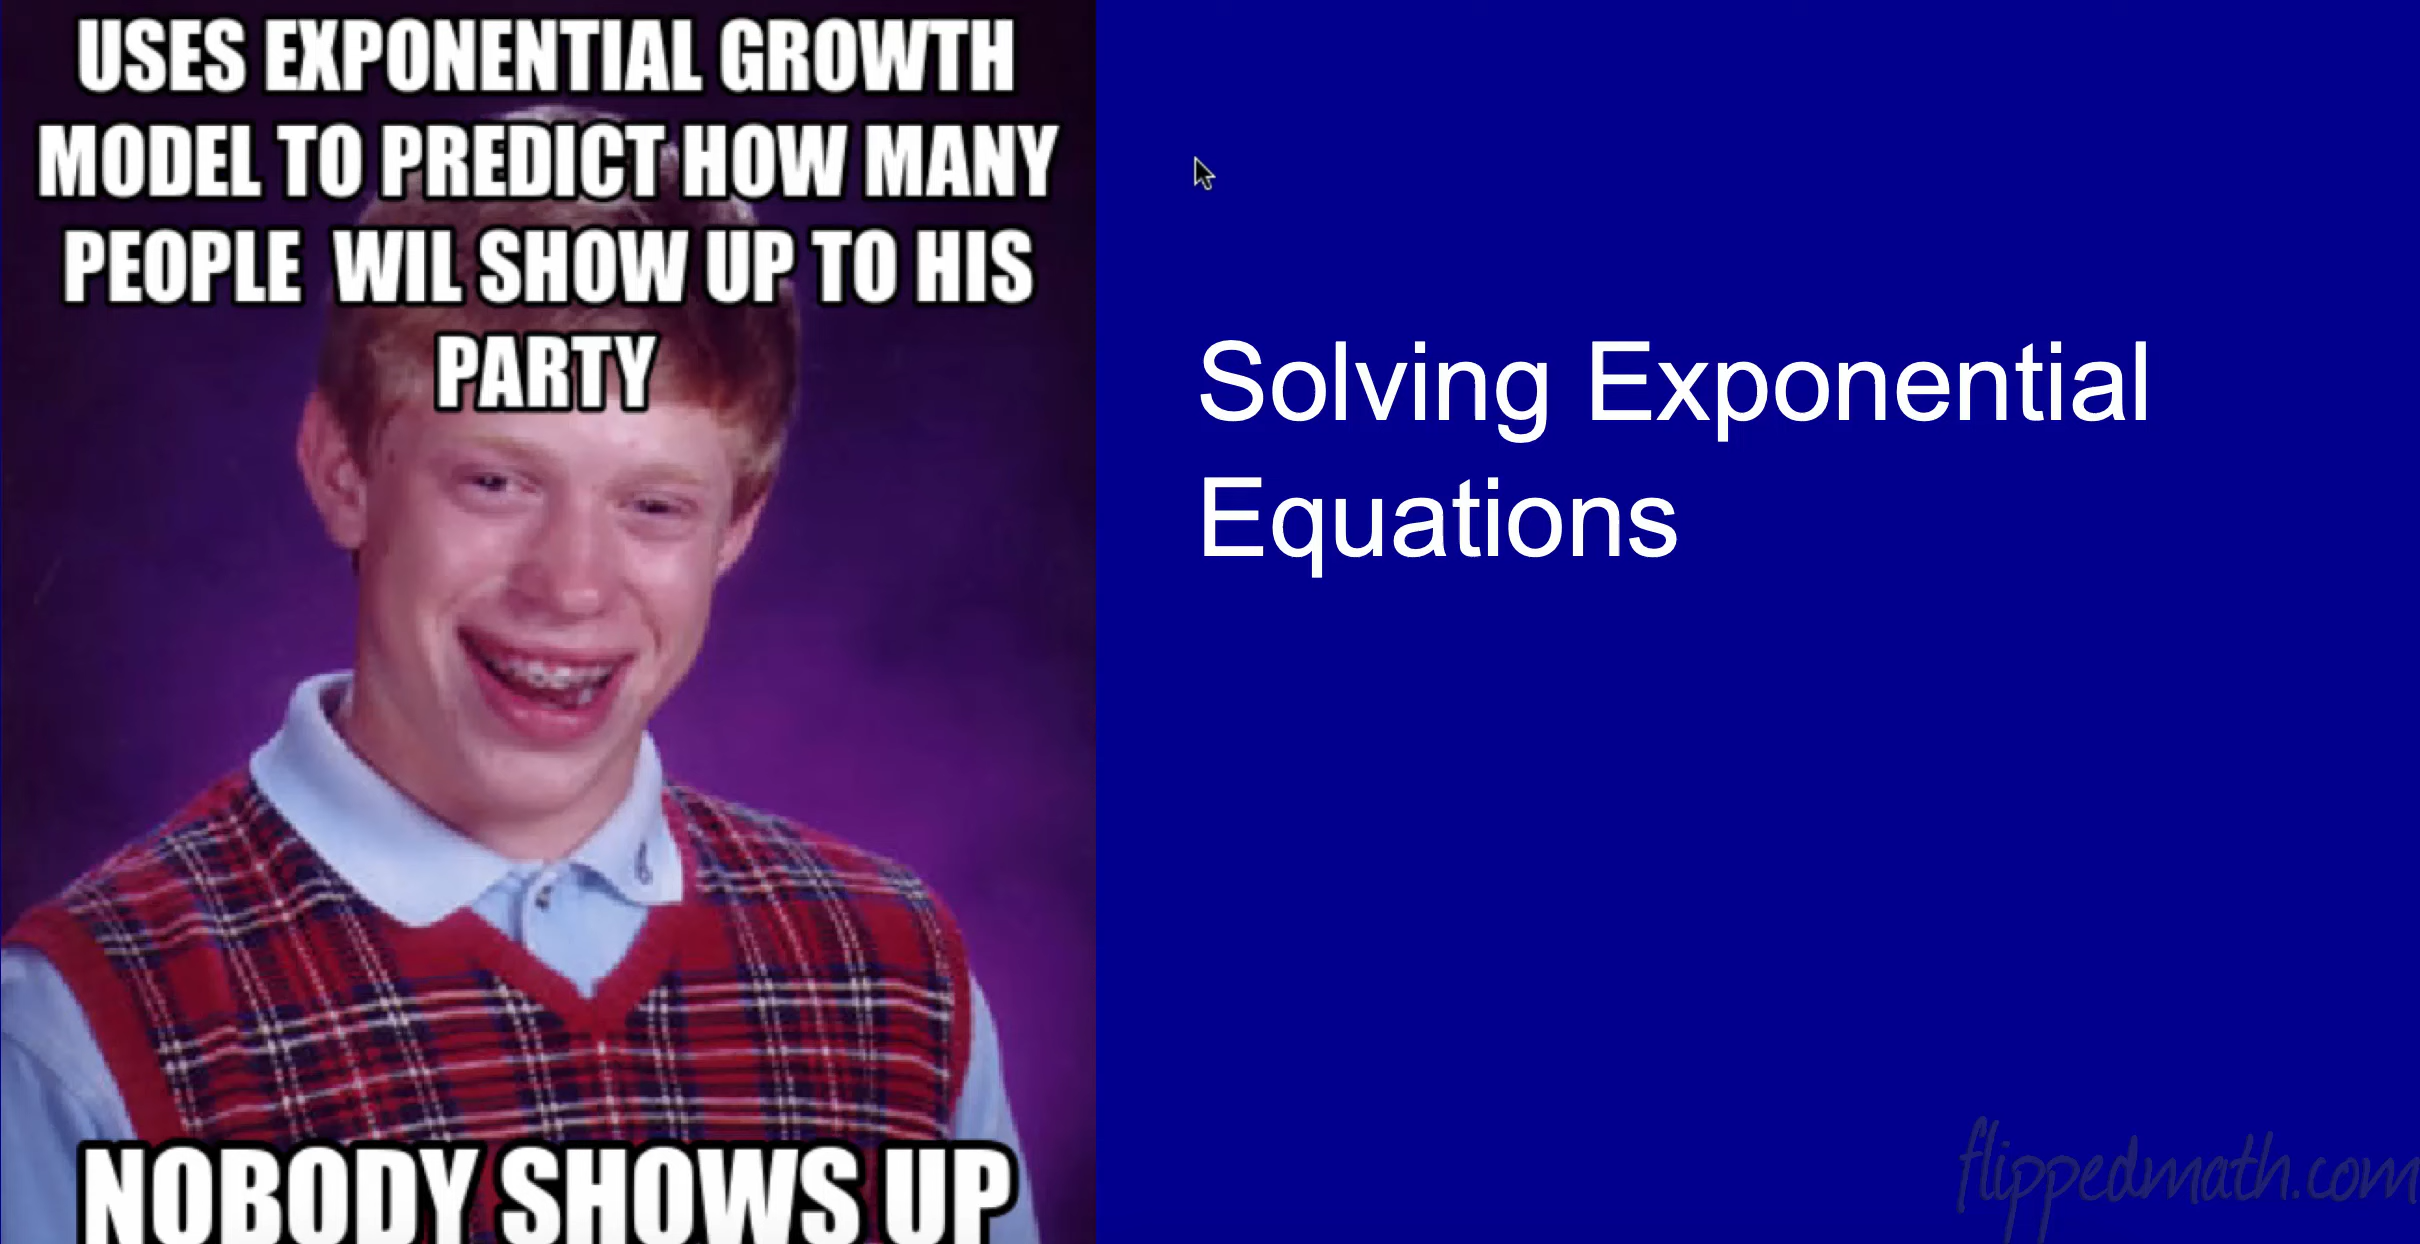 USES EXPONENTIAL GROWTH
MODEL TO PREDICT HOW MANY
PEOPLE WIL SHOW UP TO HIS
PARTY
NOBODY SHOWS UP
Solving Exponential
Equations
flippedmath.com